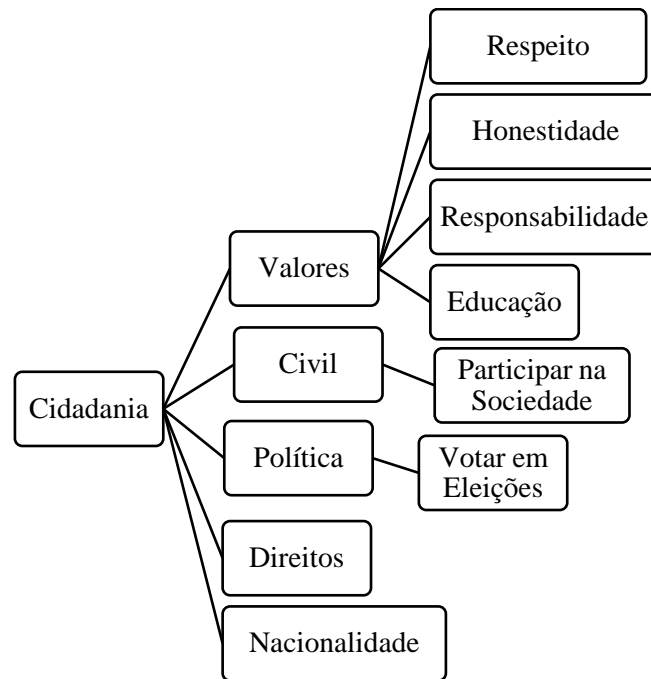 Respeito
Honestidade
Responsabilidade
Valores
Educação
Civil
Participar na
Sociedade
Cidadania
Política
Votar em
Eleições
Direitos
Nacionalidade